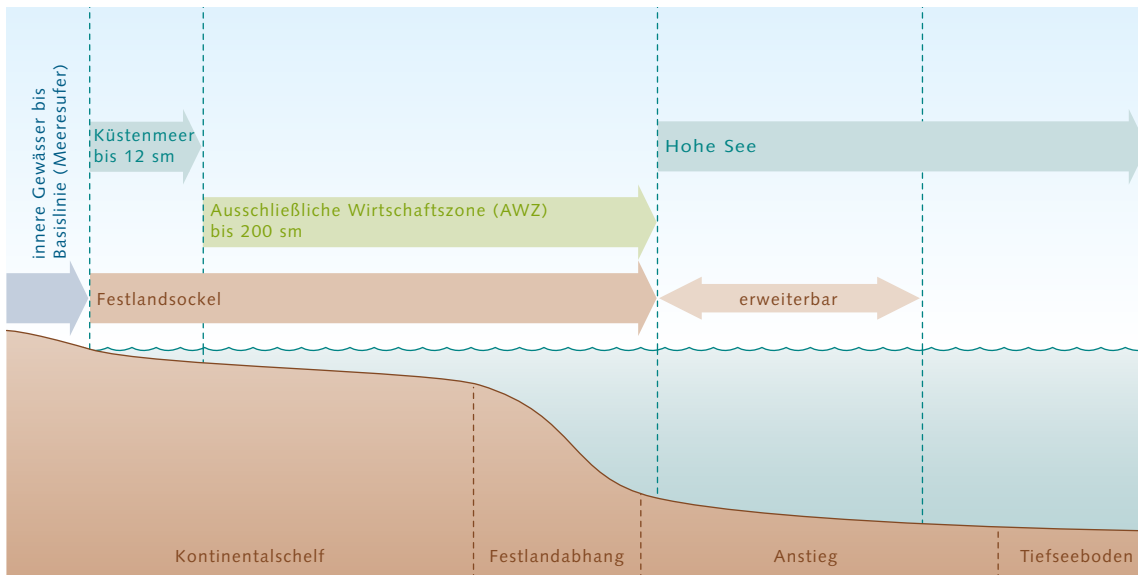 innere Gewässer bis
Basislinie (Meeresufer)
Küstenmeer
bis 12 sm
Hohe See
Ausschließliche Wirtschaftszone (AWZ)
bis 200 sm
Festlandsockel
erweiterbar
Kontinentalschelf
Festlandabhang
Anstieg
Tiefseeboden